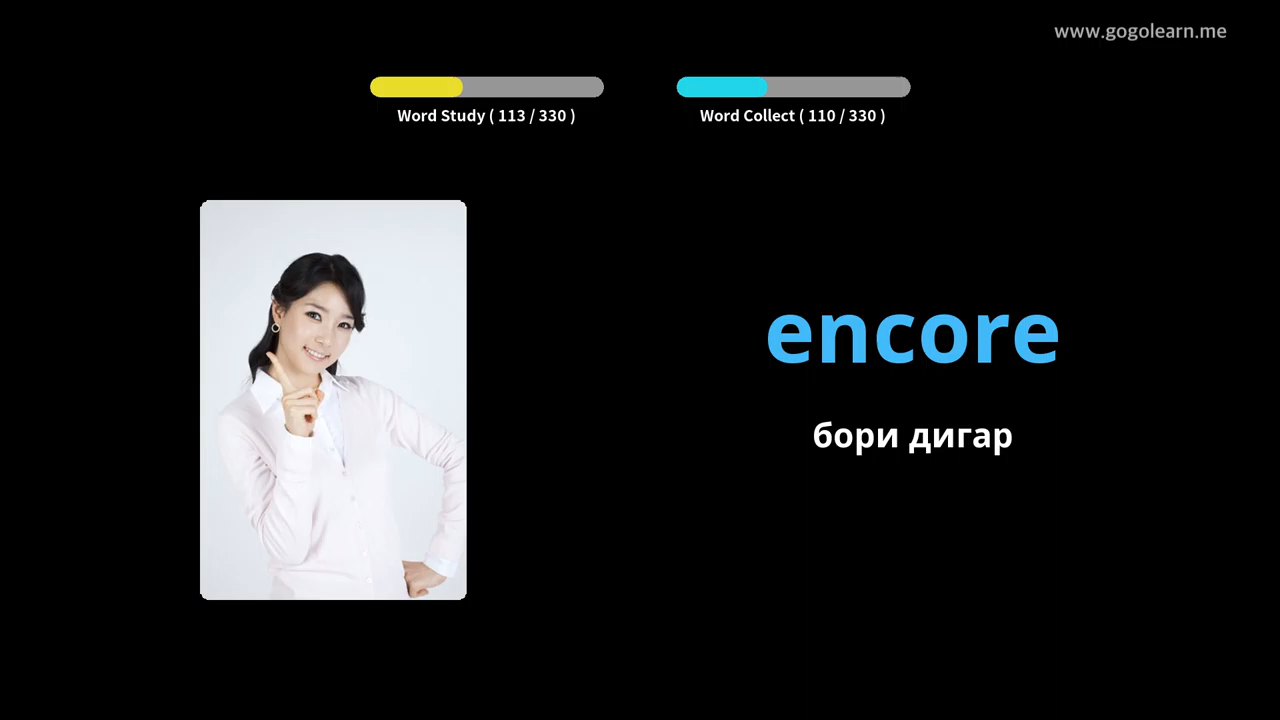 www.gogolearn.me
Word Study ( 113 / 330 )
Word Collect ( 110 / 330 )
encore
бори дигар